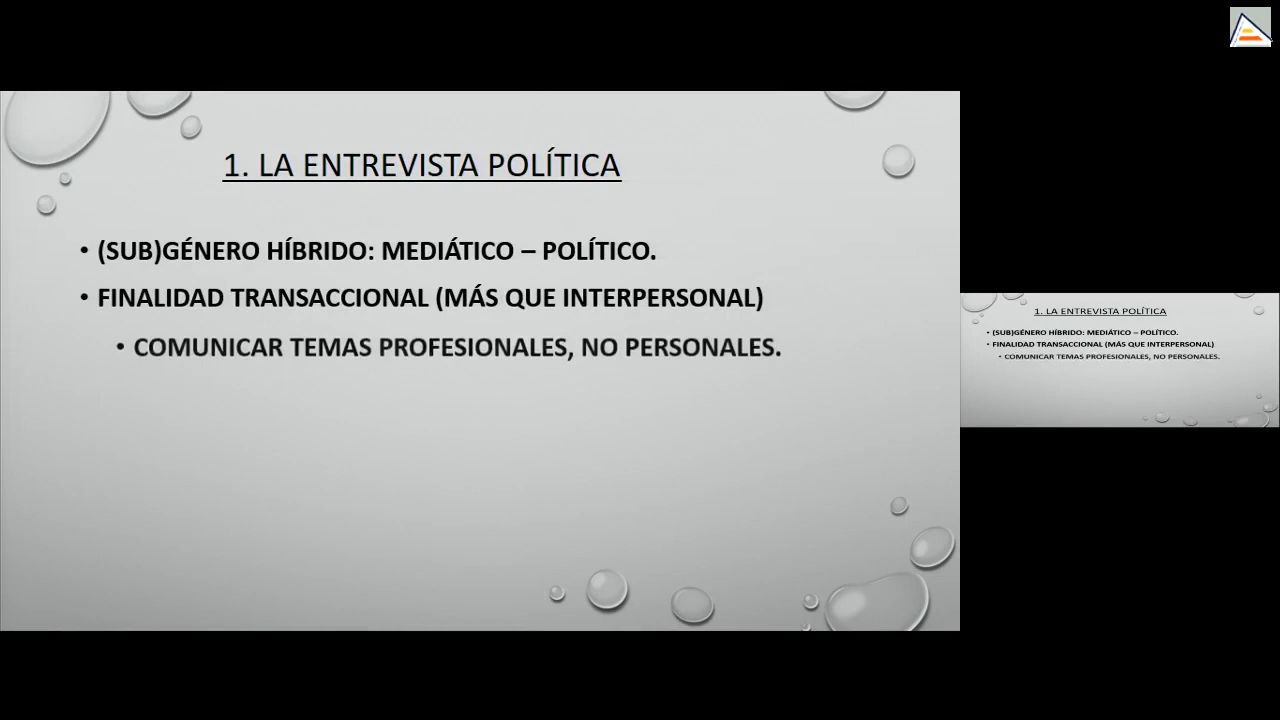 1. LA ENTREVISTA POLÍTICA
• (SUB)GÉNERO HÍBRIDO: MEDIÁTICO – POLÍTICO.
• FINALIDAD TRANSACCIONAL (MÁS QUE INTERPERSONAL)
• COMUNICAR TEMAS PROFESIONALES, NO PERSONALES.
1. LA ENTREVISTA POLÍTICA
• (SUB)GÉNERO HÍBRIDO: MEDIÁTICO – POLÍTICO.
• FINALIDAD TRANSACCIONAL (MÁS QUE INTERPERSONAL)
• COMUNICAR TEMAS PROFESIONALES, NO PERSONALES.